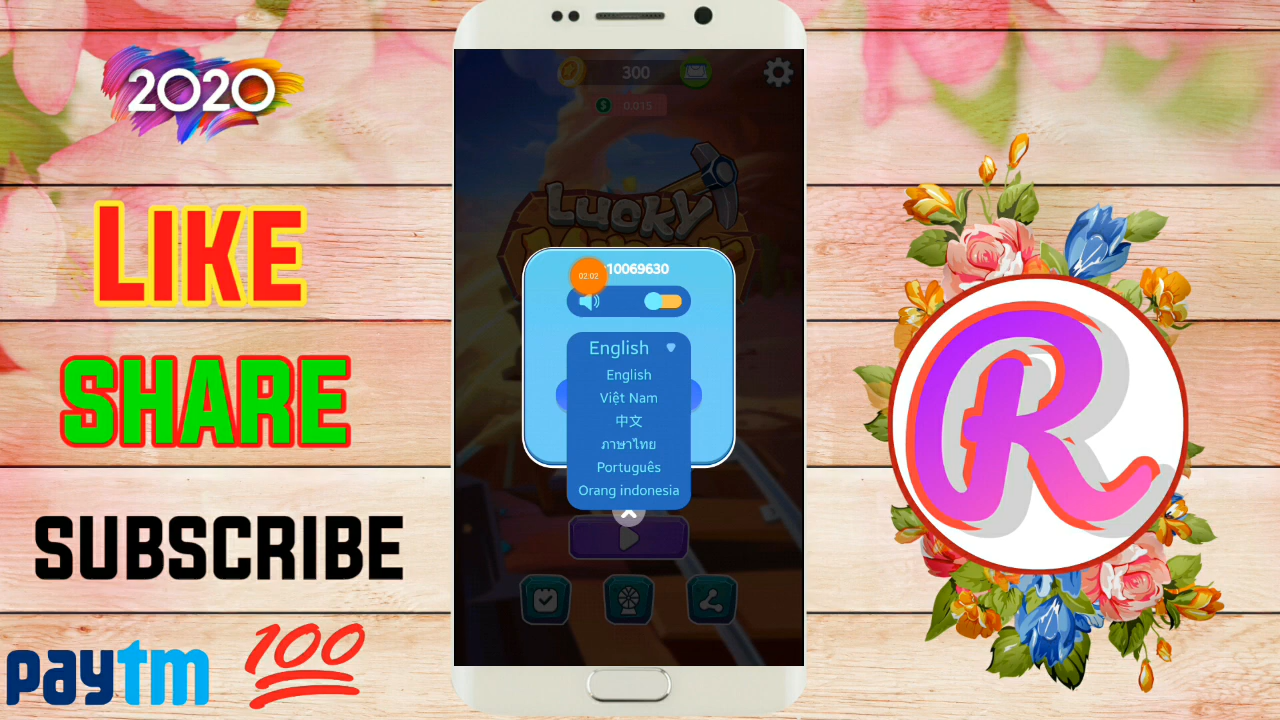 2020
LIKE
SHARE
SUBSCRIBE
paytm
100
300
0.015
Lucky
10069630
02:02
English
English
Việt Nam
中文
ภาษาไทย
Português
Orang indonesia
R